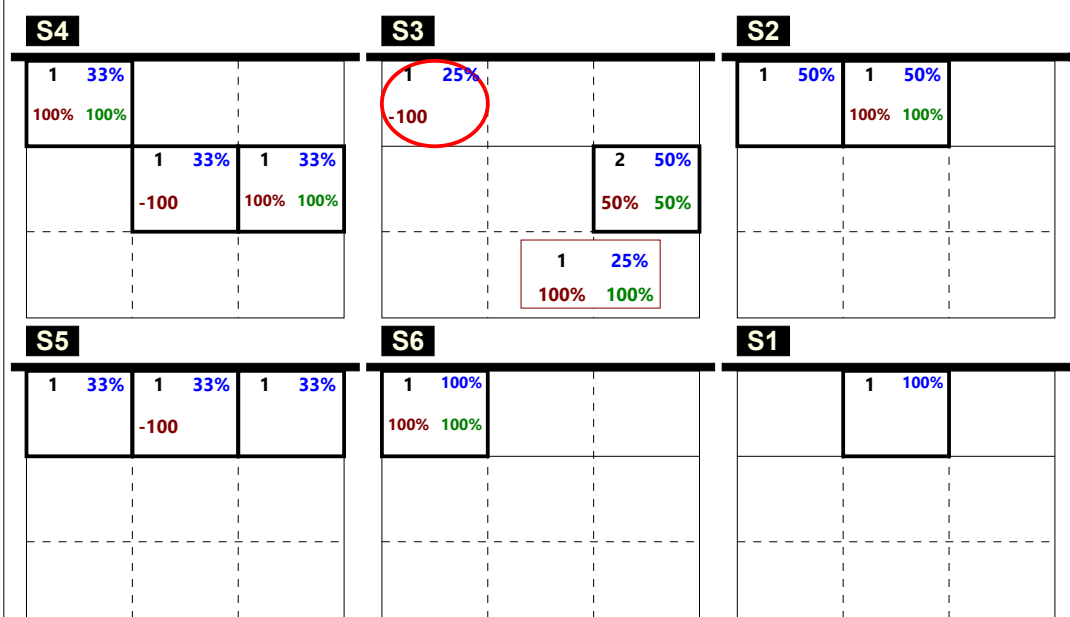 S4 S3 S2
1 33% 1 25% 1 50% 1 50%
100% 100% -100 100% 100%
1 33% 1 33% 2 50%
-100 100% 100% 50% 50%
1 25%
100% 100%
S5 S6 S1
1 33% 1 33% 1 33% 1 100% 1 100%
-100 100% 100%